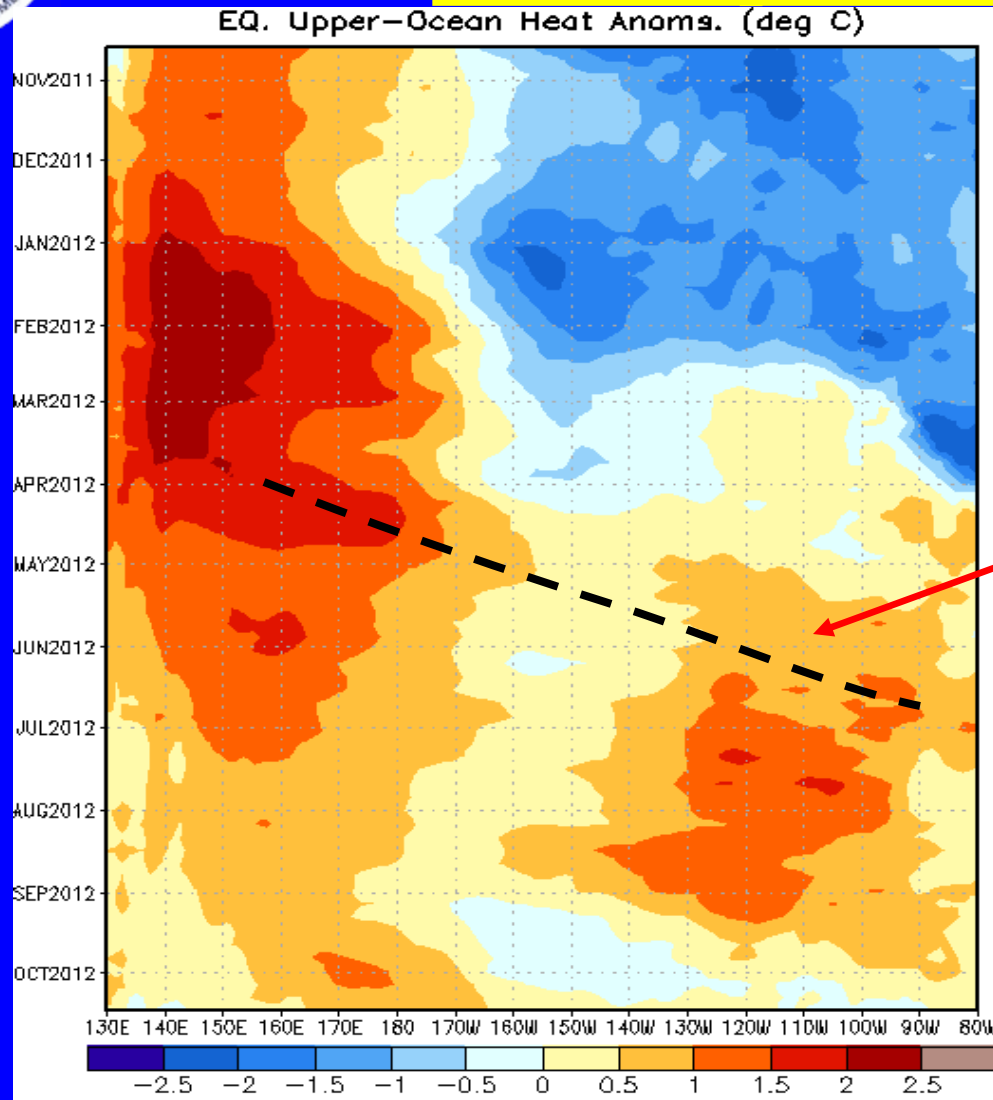 EQ. Upper-Ocean Heat Anoms. (deg C)
NOV2011
DEC2011
JAN2012
FEB2012
MAR2012
APR2012
MAY2012
JUN2012
JUL2012
AUG2012
SEP2012
OCT2012
130E 140E 150E 160E 170E 180 170W 160W 150W 140W 130W 120W 110W 100W 90W 80W
-2.5 -2 -1.5 -1 -0.5 0 0.5 1 1.5 2 2.5